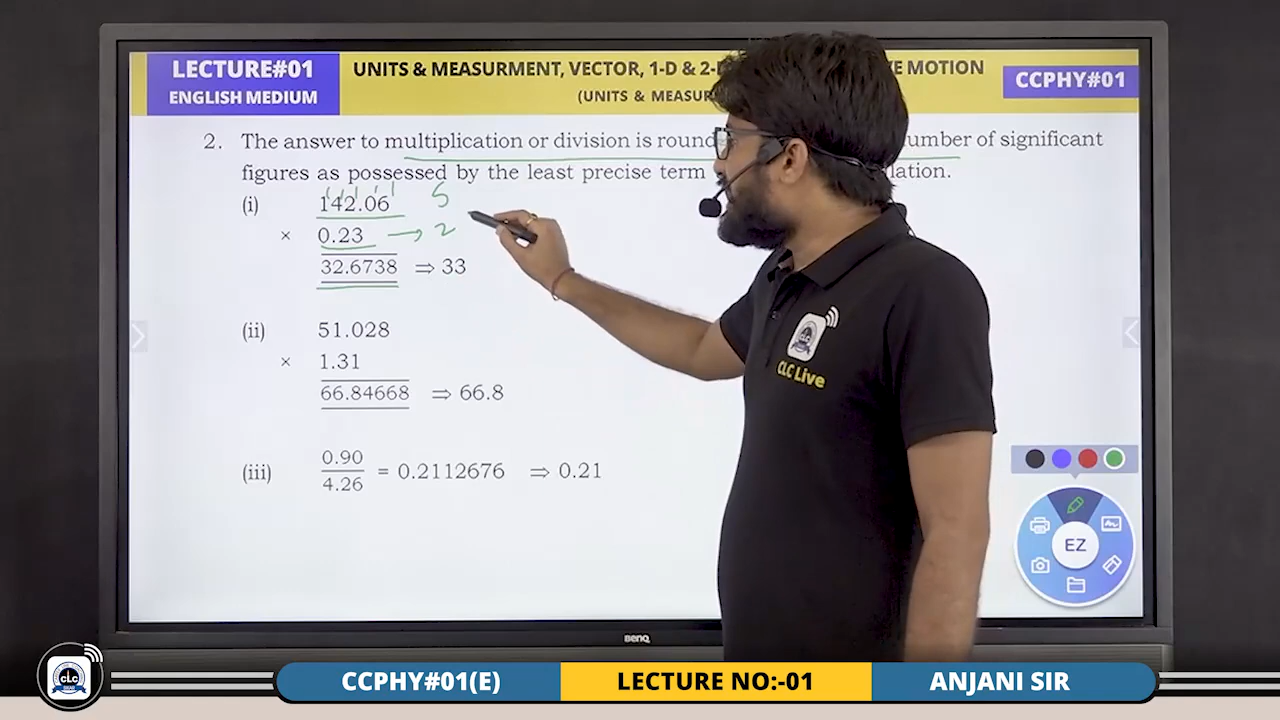 LECTURE#01
ENGLISH MEDIUM
UNITS & MEASURMENT, VECTOR, 1-D & 2-
E MOTION
(UNITS & MEASUR
CCPHY#01
2. The answer to multiplication or division is round number of significant
figures as possessed by the least precise term
(i) 142.06 5
× 0.23 → 2
32.6738 ⇒ 33
(ii) 51.028
× 1.31
66.84668 ⇒ 66.8
(iii) 0.90
4.26
= 0.2112676 ⇒ 0.21
CLC Live
EZ
BenQ
CLC
CCPHY#01(E) LECTURE NO:-01 ANJANI SIR